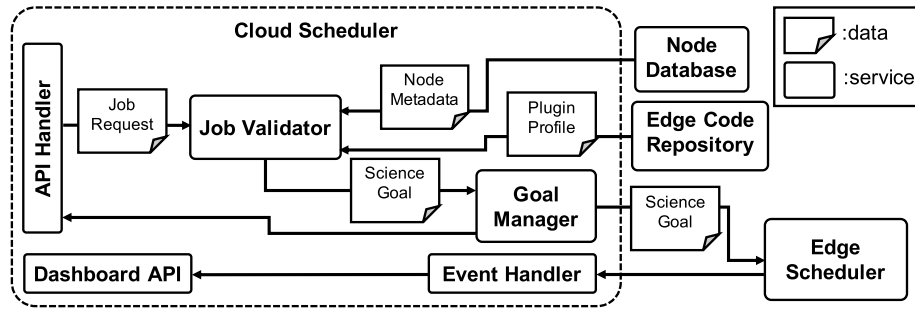 Cloud Scheduler
API Handler
Job
Request
Job Validator
Node
Metadata
Plugin
Profile
Node
Database
Edge Code
Repository
:data
:service
Science
Goal
Goal
Manager
Science
Goal
Edge
Scheduler
Dashboard API
Event Handler